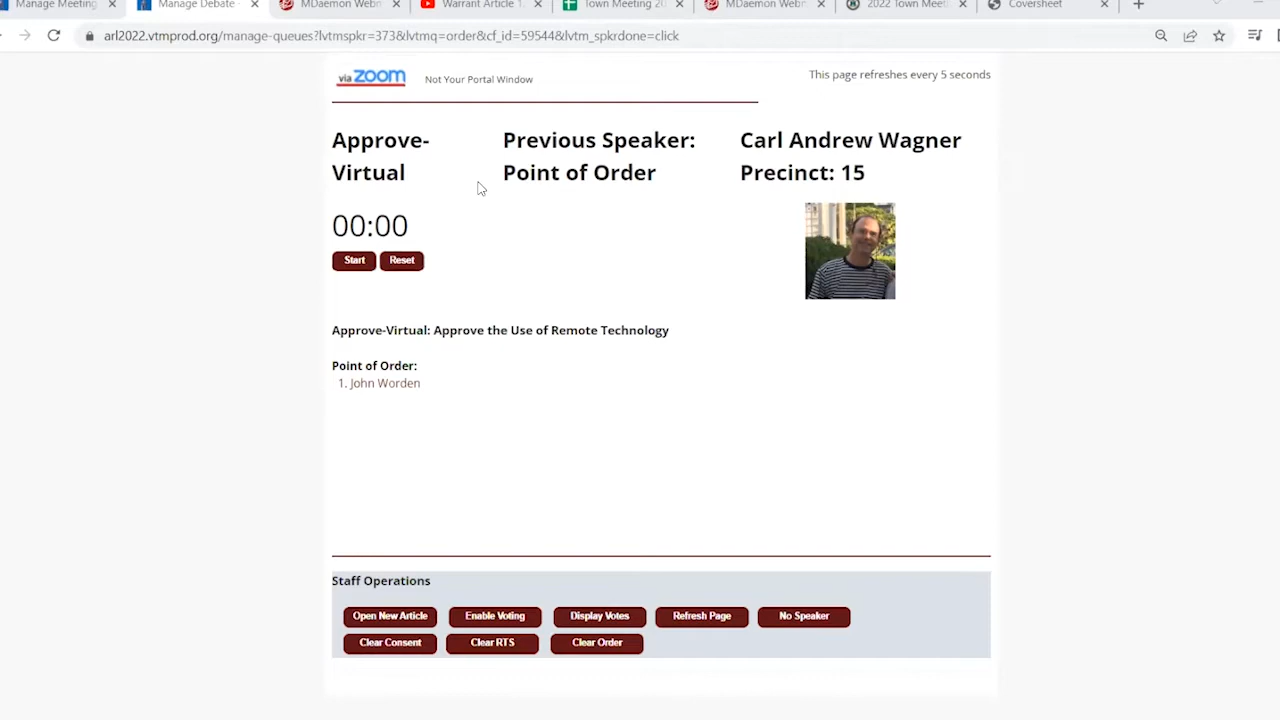 Manage Meeting
Manage Debate -
MDaemon Webm
Warrant Article 1
Town Meeting 20
MDaemon Webm
2022 Town Meeti
Coversheet
arl2022.vtmprod.org/manage-queues?lvtmspkr=373&lvtmq=order&cf_id=59544&lvtm_spkrdone=click
via ZOOM
Not Your Portal Window
This page refreshes every 5 seconds
Approve-
Virtual
Previous Speaker:
Point of Order
Carl Andrew Wagner
Precinct: 15
00:00
Start
Reset
Approve-Virtual: Approve the Use of Remote Technology
Point of Order:
1. John Worden
Staff Operations
Open New Article
Enable Voting
Display Votes
Refresh Page
No Speaker
Clear Consent
Clear RTS
Clear Order